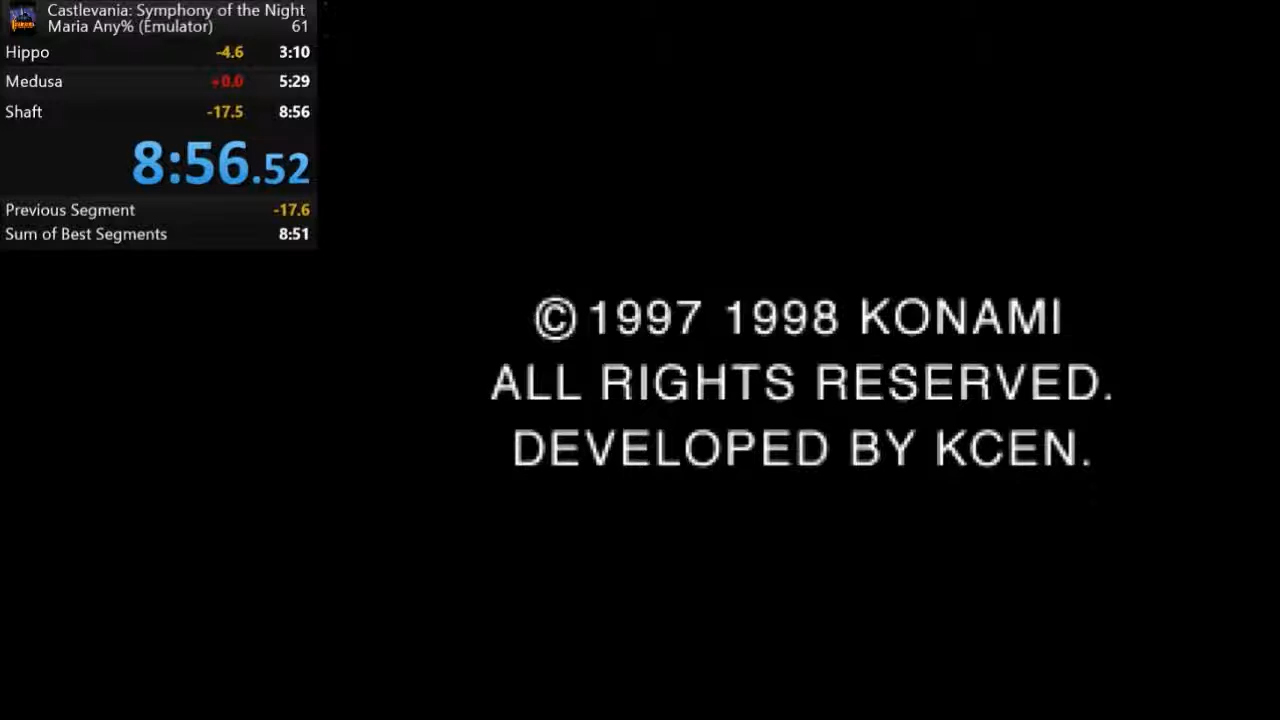 Castlevania: Symphony of the Night
Maria Any% (Emulator) 61
Hippo -4.6 3:10
Medusa +0.0 5:29
Shaft -17.5 8:56
8:56.52
Previous Segment -17.6
Sum of Best Segments 8:51
© 1997 1998 KONAMI
ALL RIGHTS RESERVED.
DEVELOPED BY KCEN.